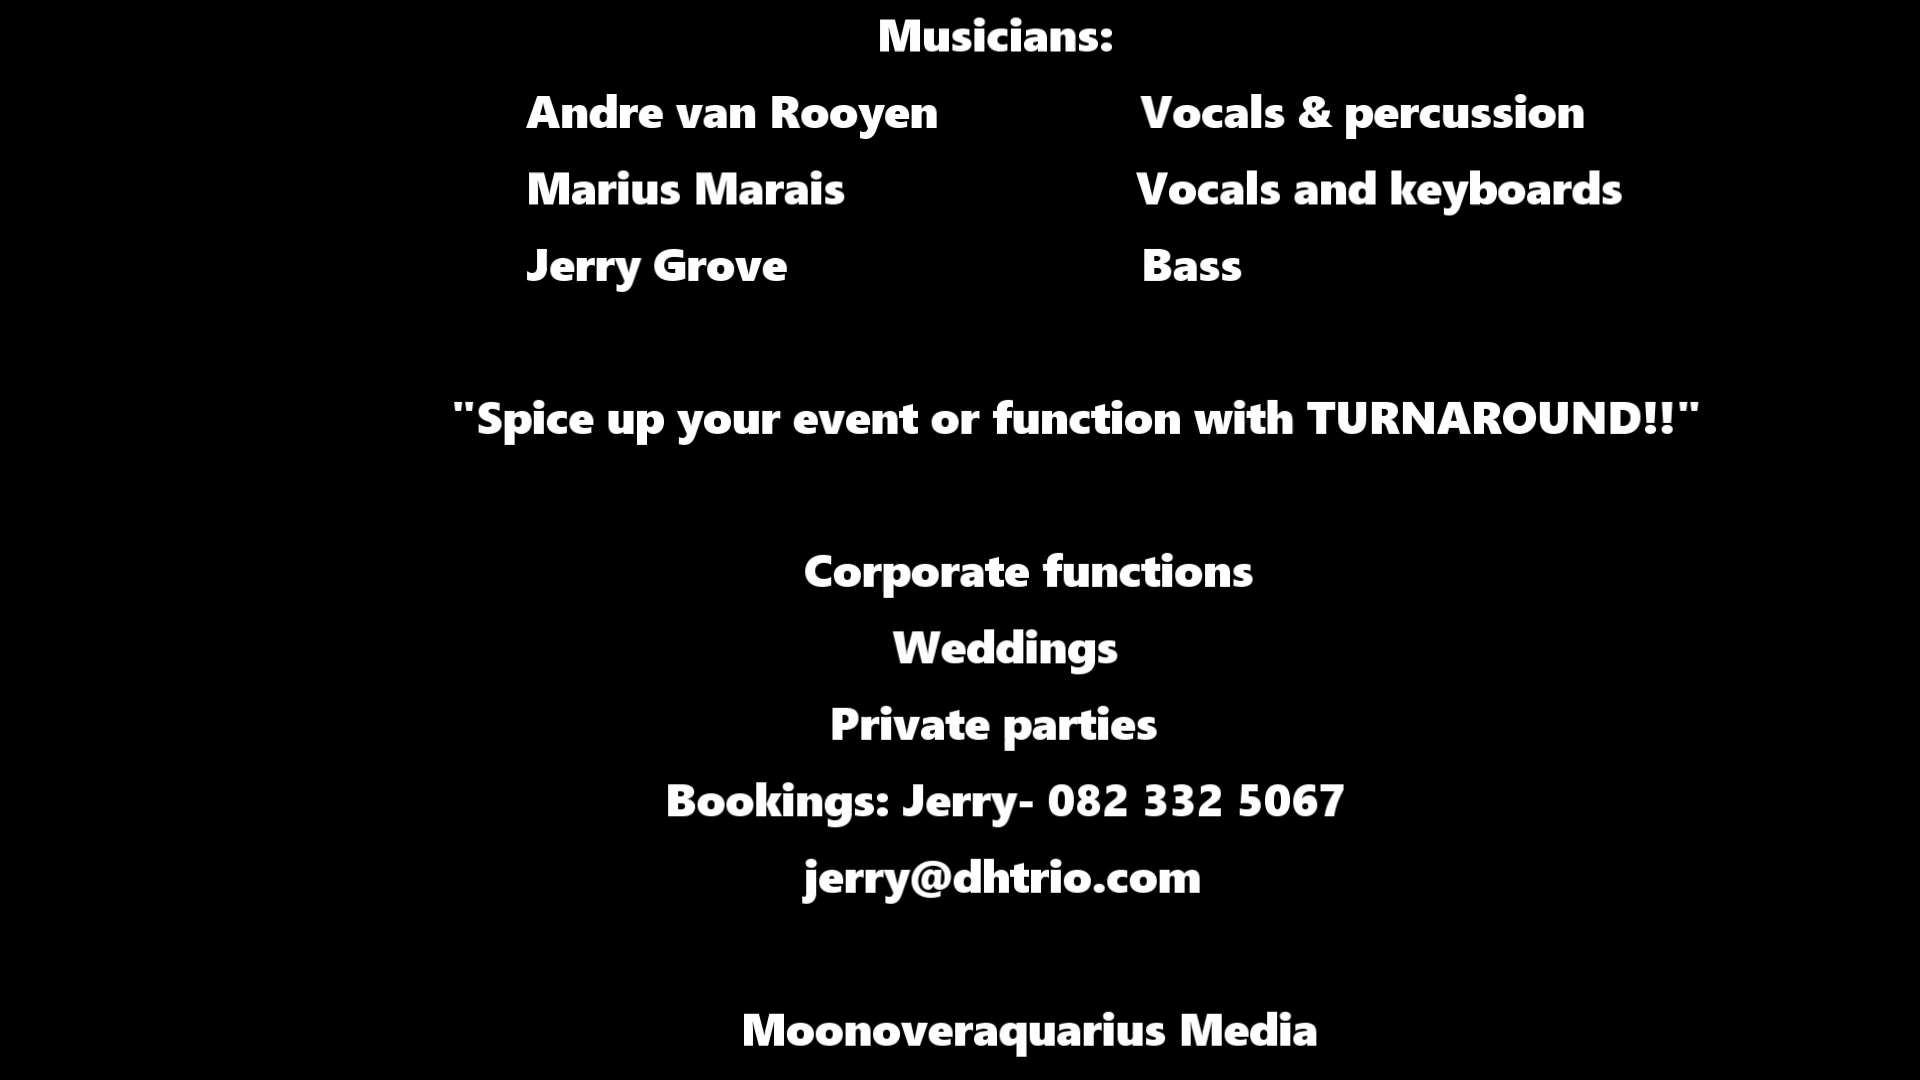 Musicians:
Andre van Rooyen Vocals & percussion
Marius Marais Vocals and keyboards
Jerry Grove Bass
"Spice up your event or function with TURNAROUND!!"
Corporate functions
Weddings
Private parties
Bookings: Jerry- 082 332 5067
jerry@dhtrio.com
Moonoveraquarius Media